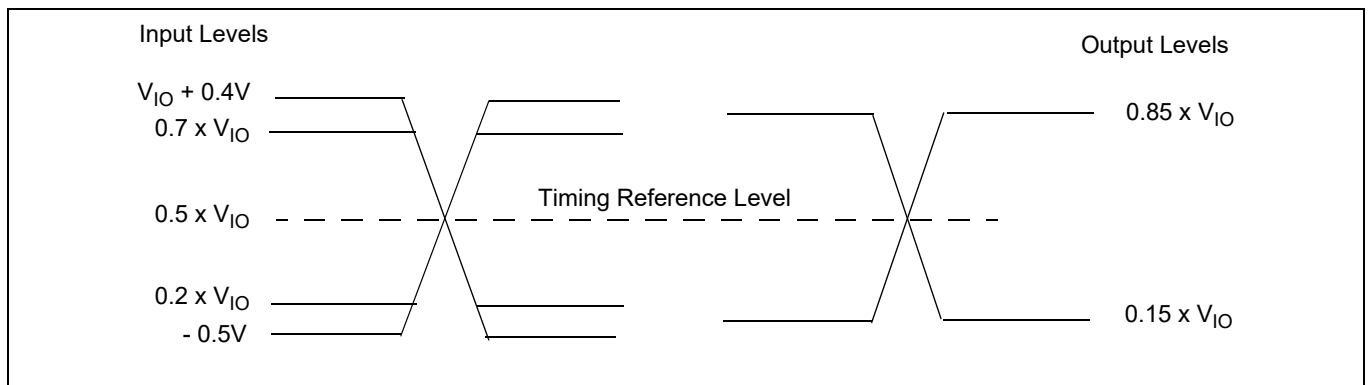 Input Levels
Output Levels
VIO + 0.4V
0.7 x VIO
0.85 x VIO
Timing Reference Level
0.5 x VIO
0.2 x VIO
- 0.5V
0.15 x VIO